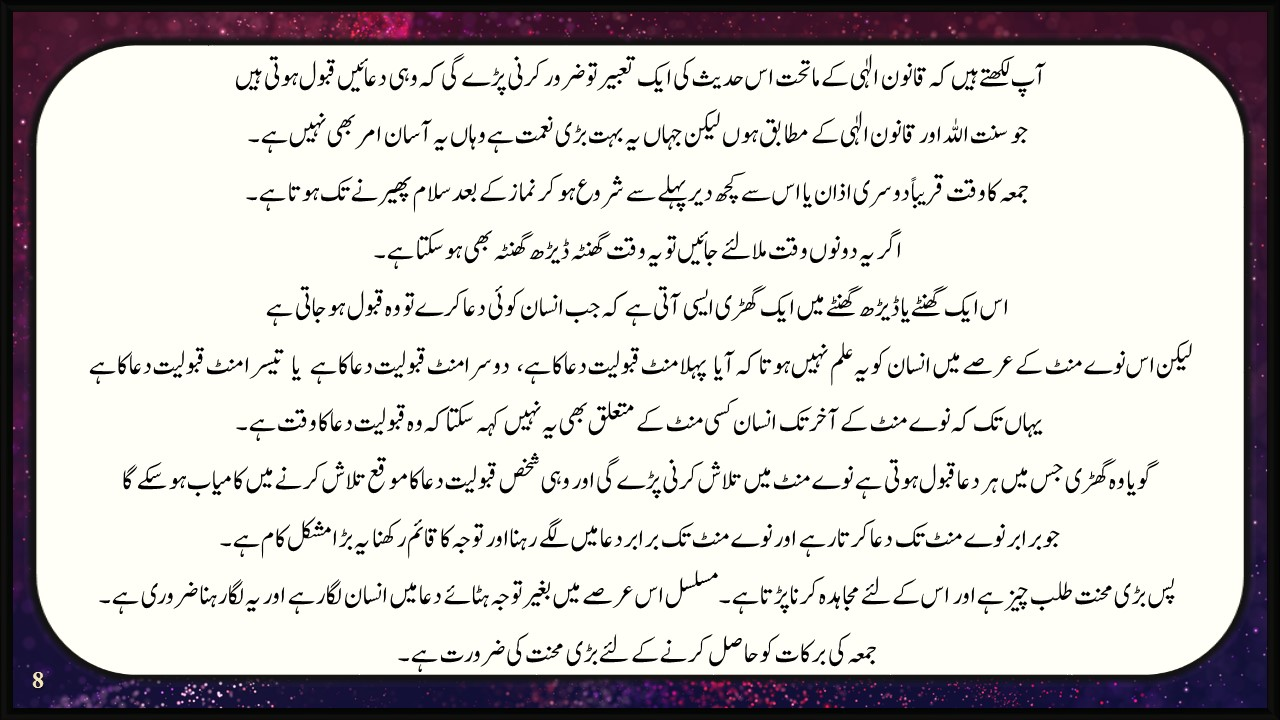 آپ لکھتے ہیں کہ قانون الٰہی کے ماتحت اس حدیث کی ایک تعبیر تو ضرور کرنی پڑے گی کہ وہی دعائیں قبول ہوتی ہیں
جو سنت اللہ اور قانون الٰہی کے مطابق ہوں لیکن جہاں یہ بہت بڑی نعمت ہے وہاں یہ آسان امر بھی نہیں ہے۔
جمعہ کا وقت قریباً دوسری اذان یا اس سے کچھ دیر پہلے سے شروع ہو کر نماز کے بعد سلام پھیرنے تک ہوتا ہے۔
اگر یہ دونوں وقت ملا لئے جائیں تو یہ وقت گھنٹہ ڈیڑھ گھنٹہ بھی ہو سکتا ہے۔
اس ایک گھنٹے یا ڈیڑھ گھنٹے میں ایک گھڑی ایسی آتی ہے کہ جب انسان کوئی دعا کرے تو وہ قبول ہو جاتی ہے
لیکن اس نوے منٹ کے عرصے میں انسان کو یہ علم نہیں ہوتا کہ آیا پہلا منٹ قبولیت دعا کا ہے، دوسرا منٹ قبولیت دعا کا ہے یا تیسرا منٹ قبولیت دعا کا ہے
یہاں تک کہ نوے منٹ کے آخر تک انسان کسی منٹ کے متعلق بھی یہ نہیں کہہ سکتا کہ وہ قبولیت دعا کا وقت ہے۔
گویا وہ گھڑی جس میں ہر دعا قبول ہوتی ہے نوے منٹ میں تلاش کرنی پڑے گی اور وہی شخص قبولیت دعا کا موقع تلاش کرنے میں کامیاب ہو سکے گا
جو برابر نوے منٹ تک دعا کرتا رہے اور نوے منٹ تک برابر دعا میں لگے رہنا اور توجہ کا قائم رکھنا یہ بڑا مشکل کام ہے۔
پس بڑی محنت طلب چیز ہے اور اس کے لئے مجاہدہ کرنا پڑتا ہے۔ مسلسل اس عرصے میں بغیر توجہ ہٹائے دعا میں انسان لگا رہے اور یہ لگا رہنا ضروری ہے۔
جمعہ کی برکات کو حاصل کرنے کے لئے بڑی محنت کی ضرورت ہے۔
8